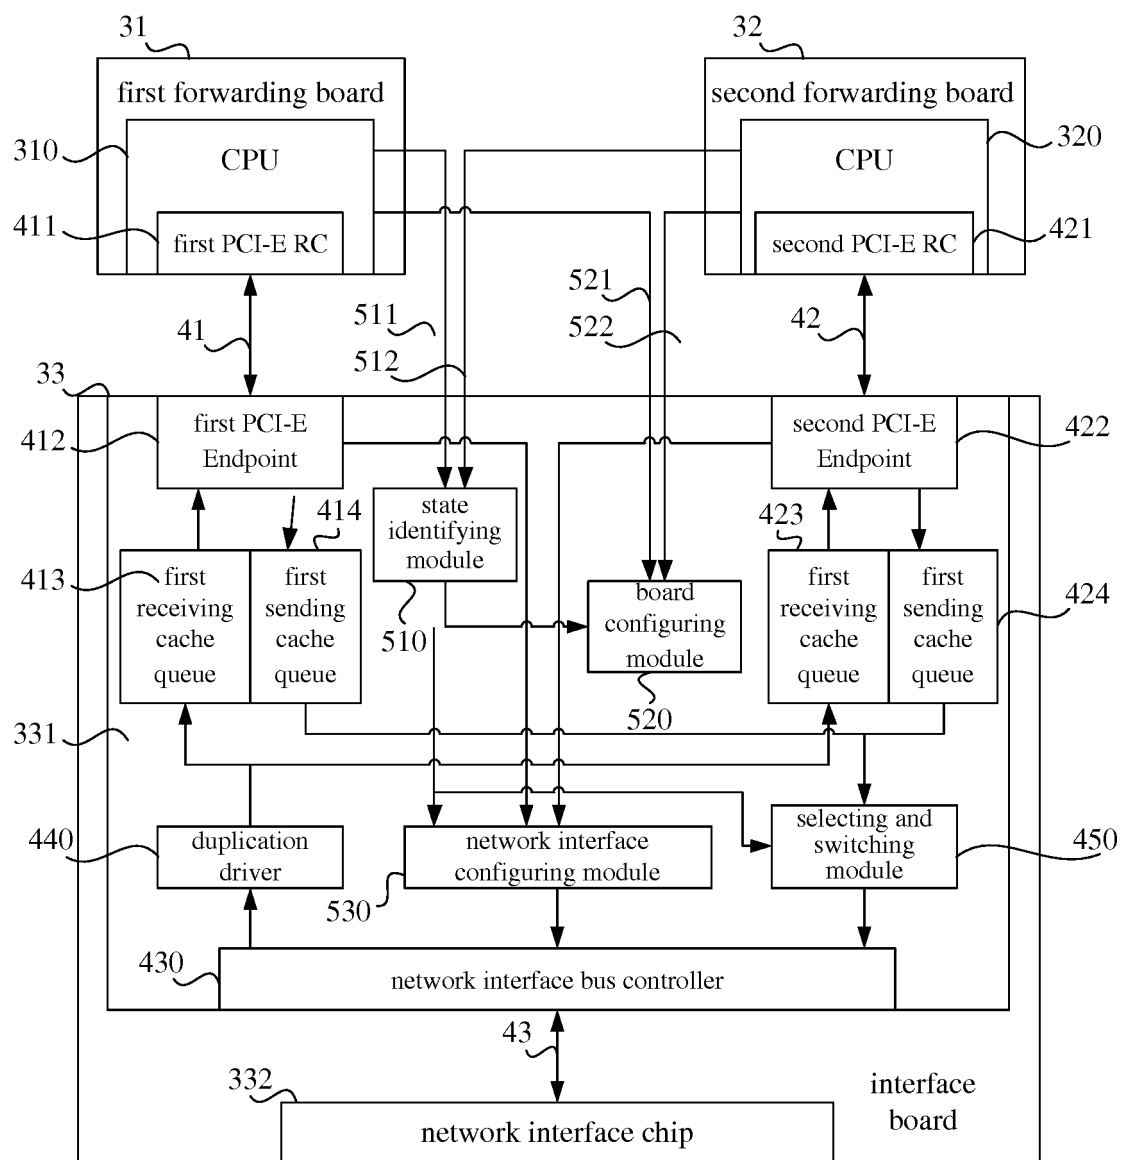 31
32
first forwarding board
second forwarding board
310
CPU
CPU
320
411
first PCI-E RC
second PCI-E RC
421
41
511
512
521
522
42
33
412
first PCI-E
Endpoint
second PCI-E
Endpoint
422
414
state
identifying
module
423
413
first
receiving
cache
queue
first
sending
cache
queue
510
board
configuring
module
520
first
receiving
cache
queue
first
sending
cache
queue
424
331
440
duplication
driver
network interface
configuring module
530
selecting and
switching
module
450
430
network interface bus controller
43
332
network interface chip
interface
board